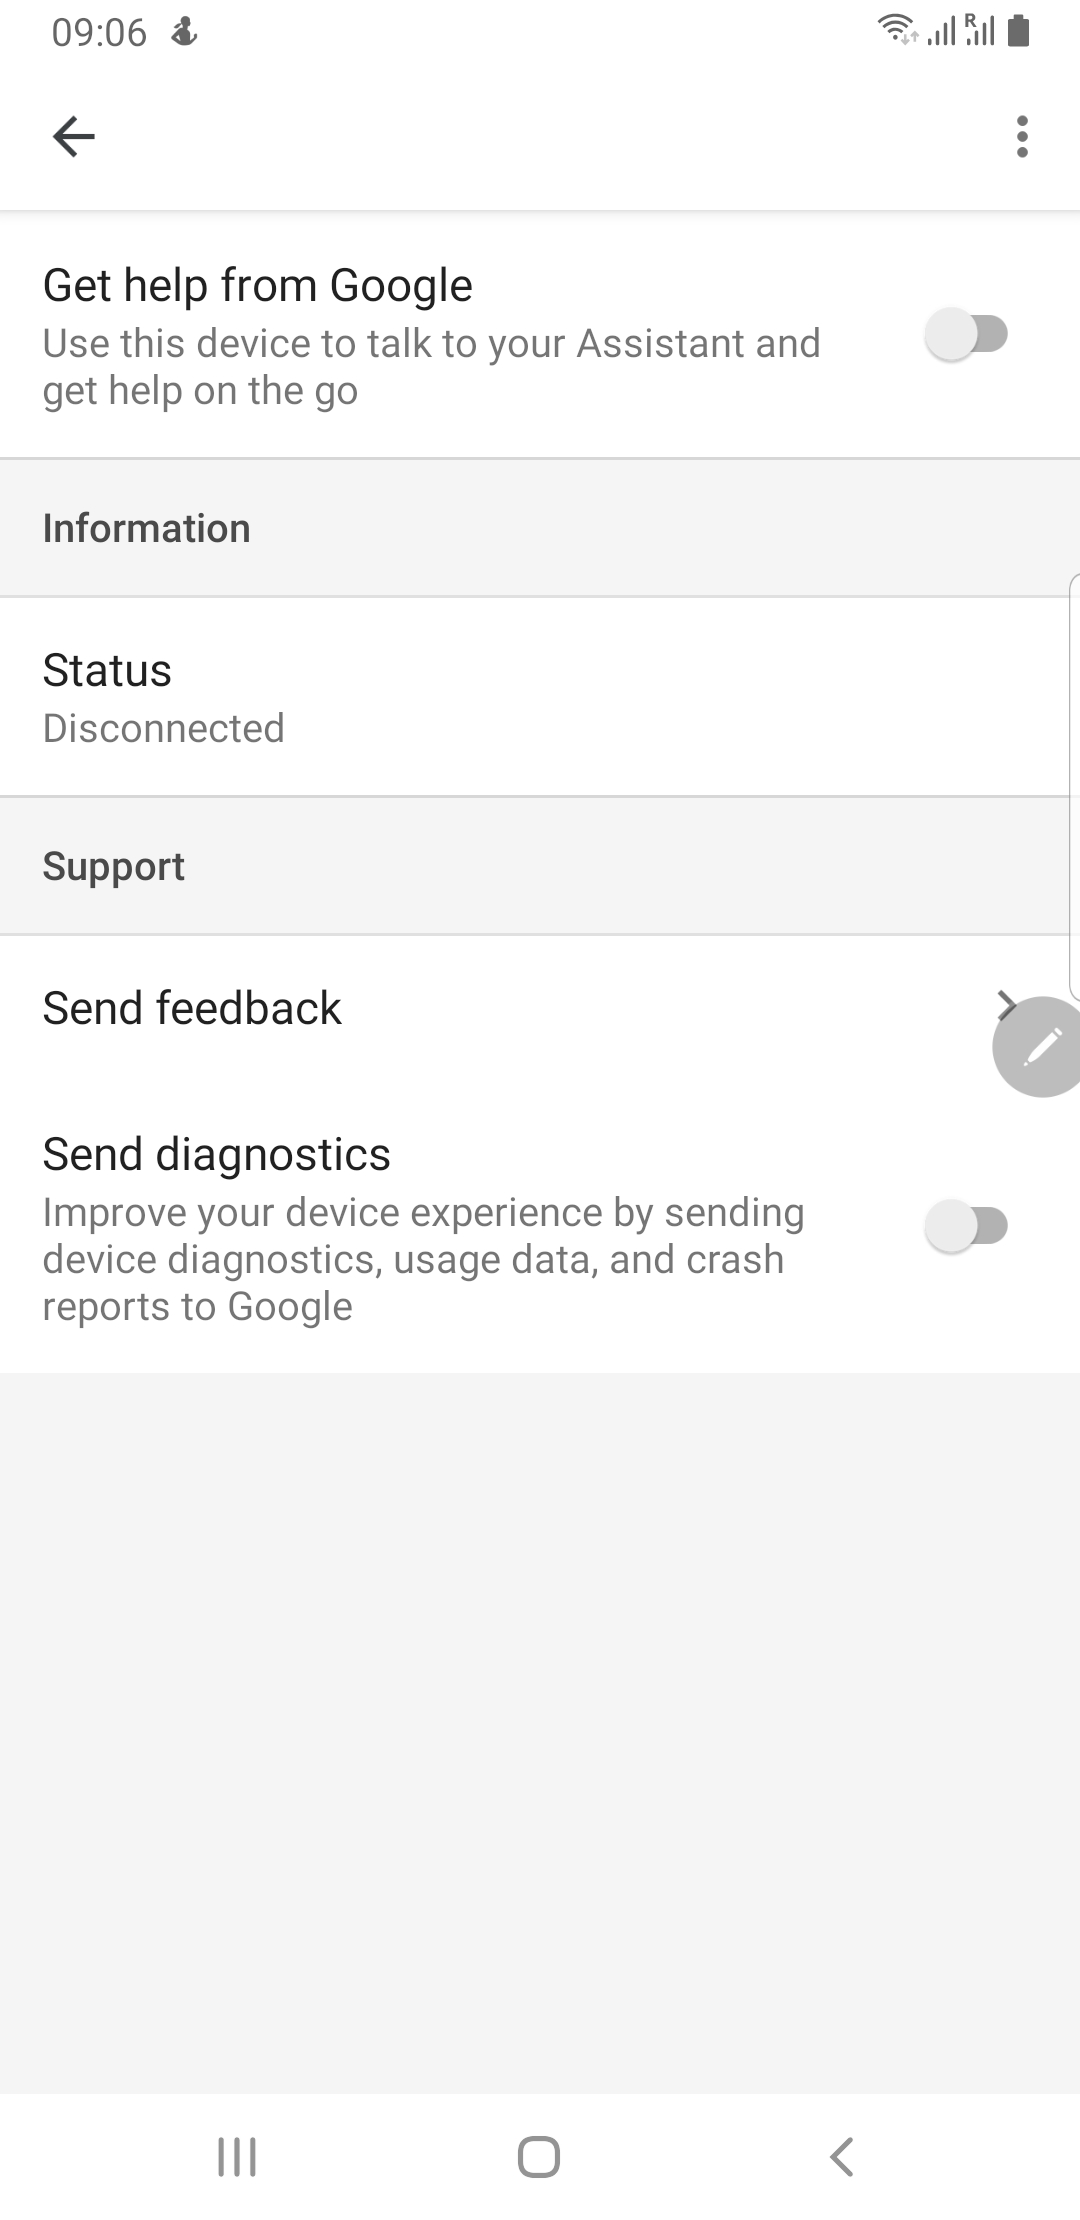 09:06
R
Get help from Google
Use this device to talk to your Assistant and
get help on the go
Information
Status
Disconnected
Support
Send feedback
Send diagnostics
Improve your device experience by sending
device diagnostics, usage data, and crash
reports to Google